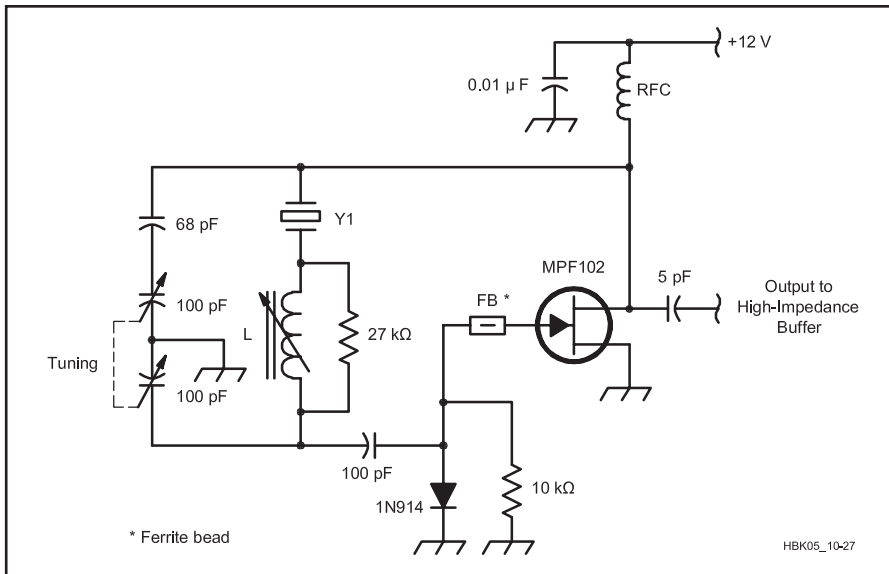 +12 V
0.01 µ F
RFC
68 pF
Y1
MPF102
5 pF
100 pF
FB *
Output to
High-Impedance
Buffer
L
27 kΩ
Tuning
100 pF
100 pF
1N914
10 kΩ
* Ferrite bead
HBK05_10-27